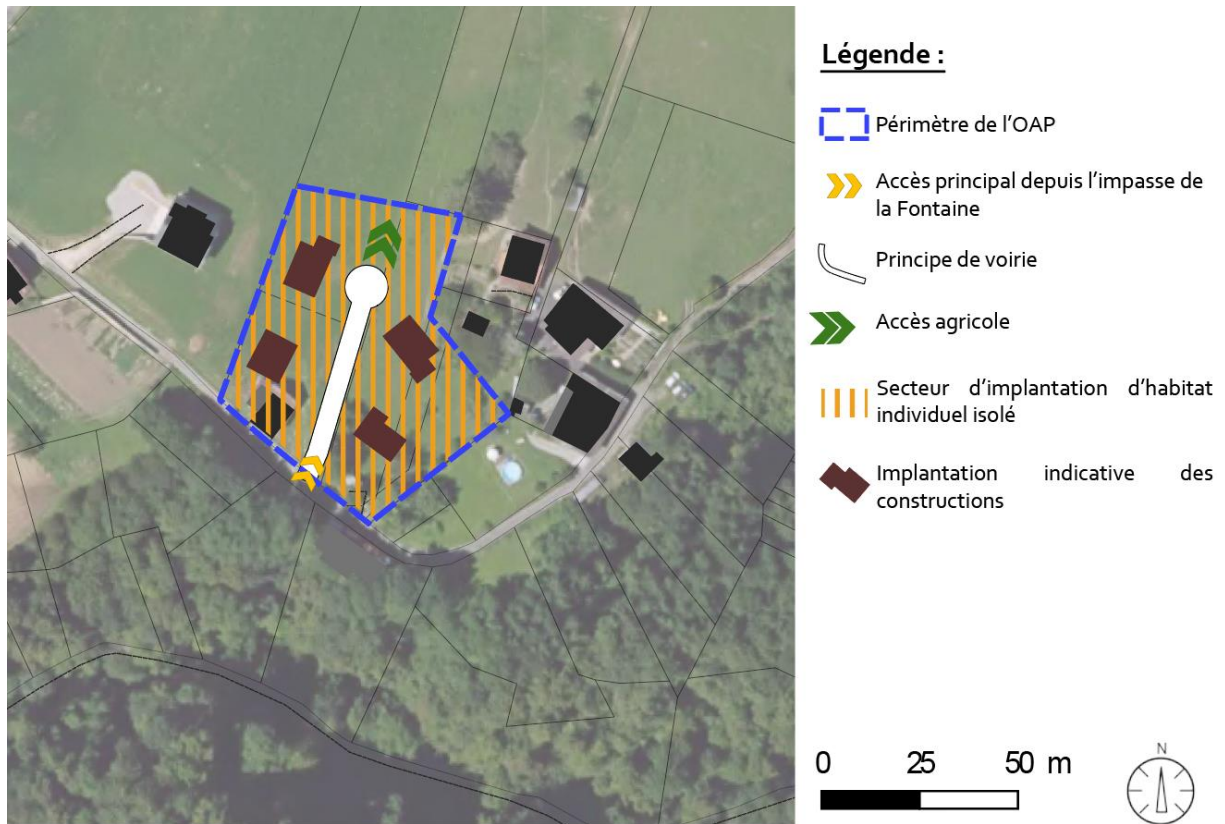 Légende :
Périmètre de l'OAP
Accès principal depuis l'impasse de
la Fontaine
Principe de voirie
Accès agricole
Secteur d'implantation d'habitat
individuel isolé
Implantation indicative des
constructions
0 25 50 m
N